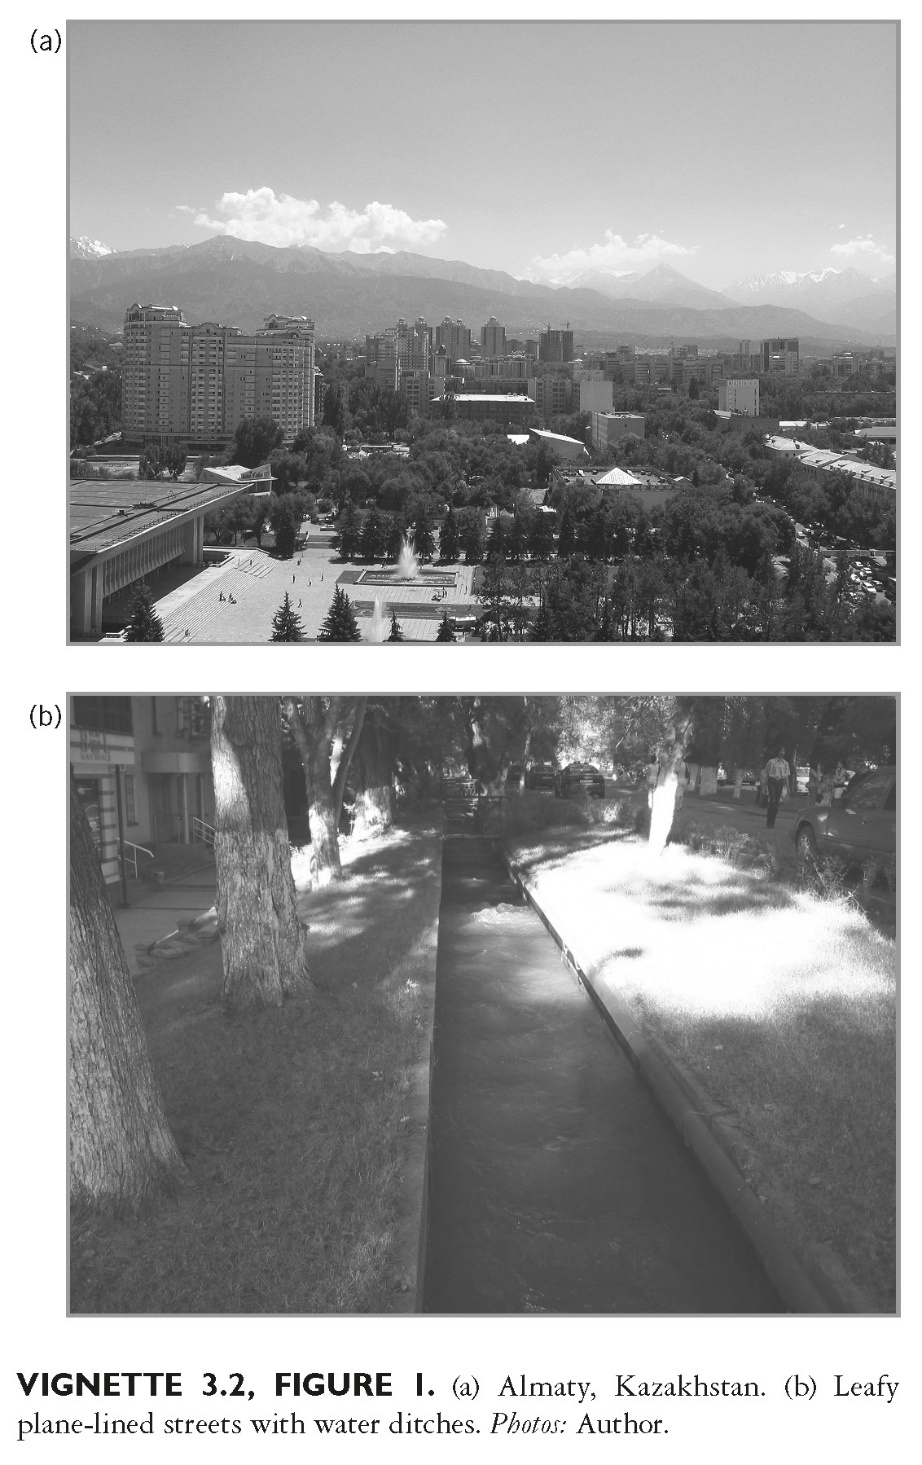 (a)
(b)
VIGNETTE 3.2, FIGURE 1. (a) Almaty, Kazakhstan. (b) Leafy
plane-lined streets with water ditches. Photos: Author.